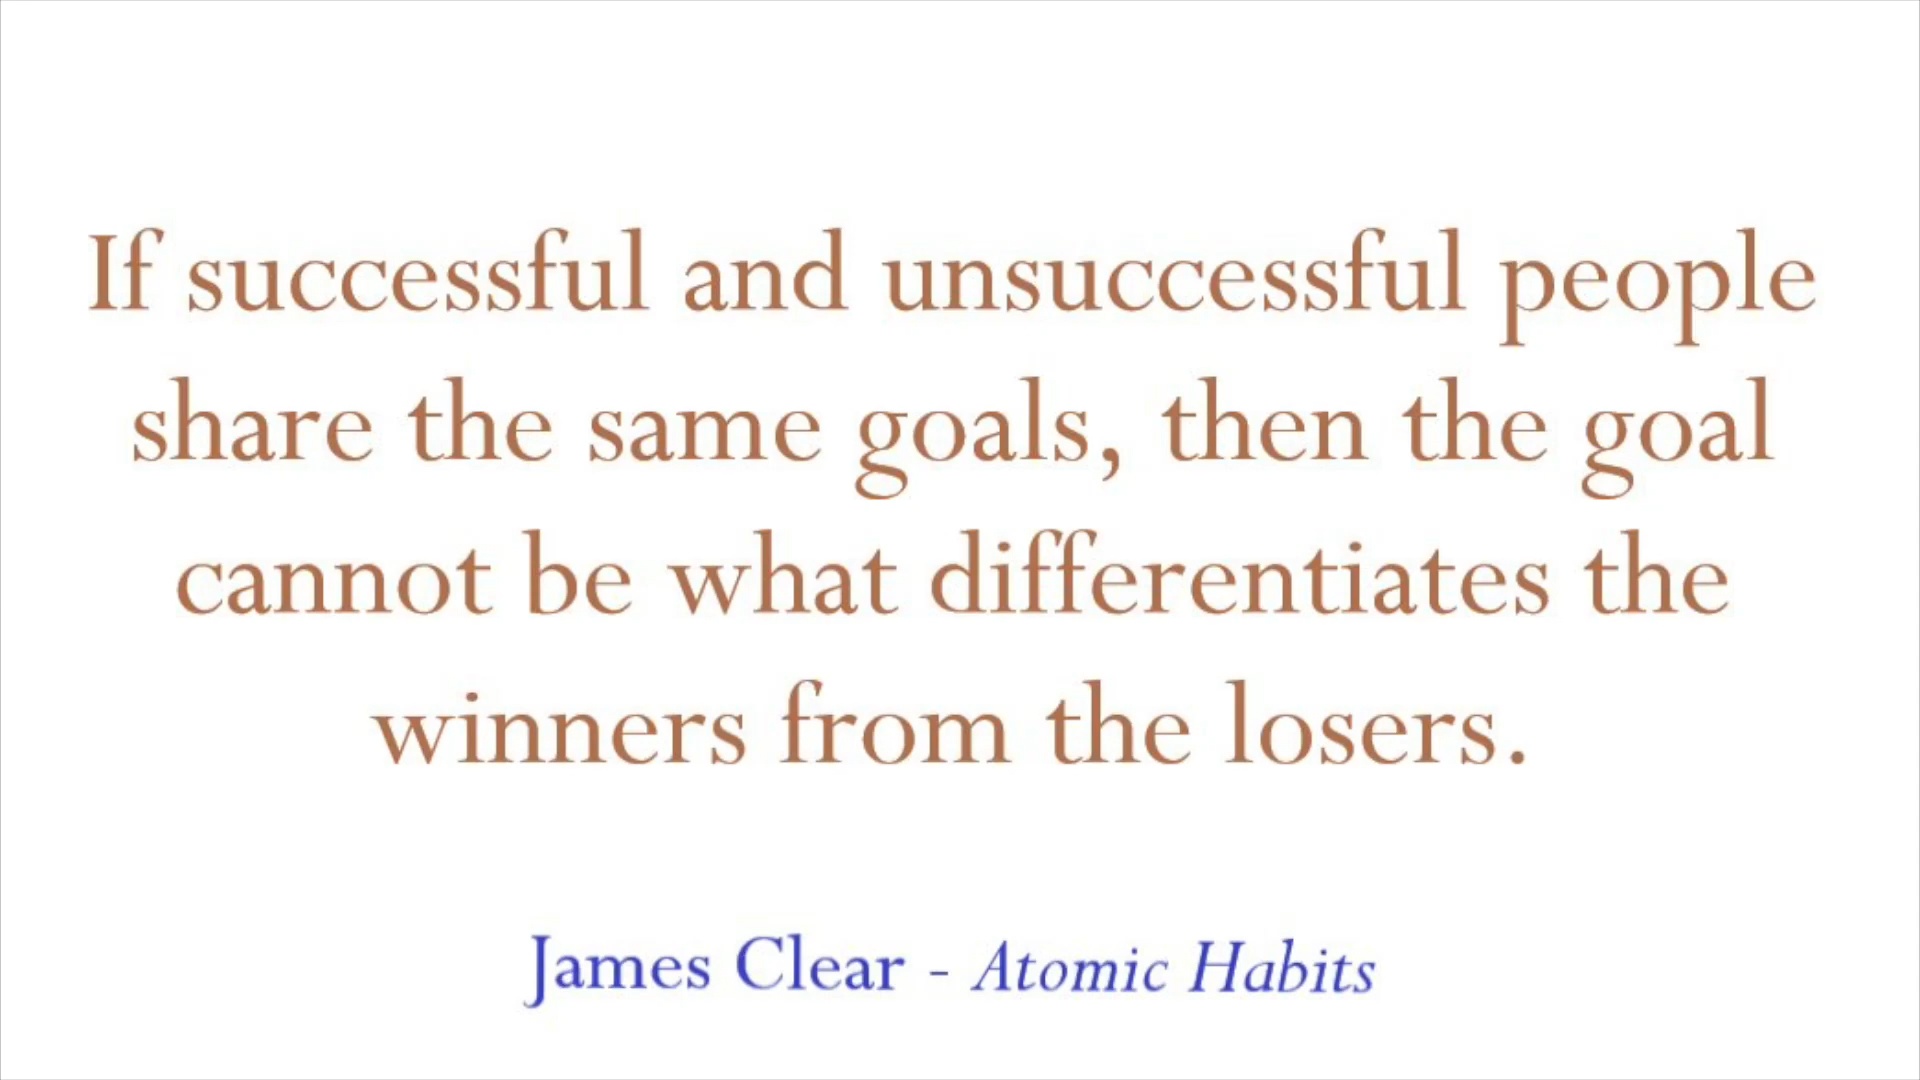 If successful and unsuccessful people
share the same goals, then the goal
cannot be what differentiates the
winners from the losers.
James Clear - Atomic Habits